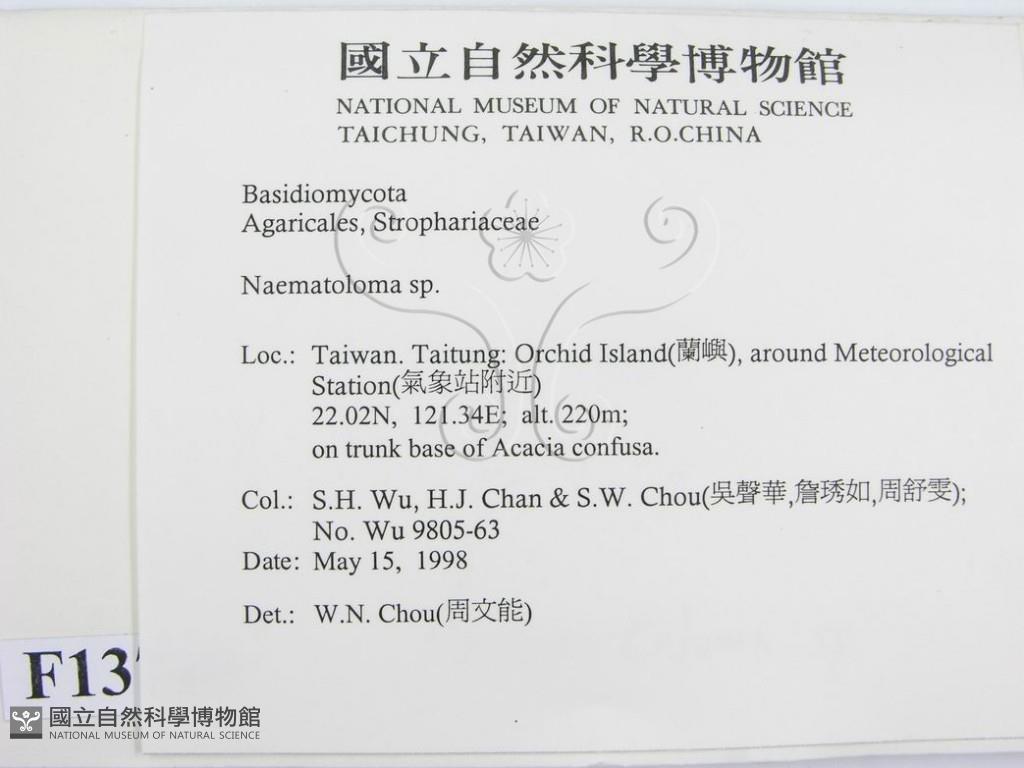 國立自然科學博物館
NATIONAL MUSEUM OF NATURAL SCIENCE
TAICHUNG, TAIWAN, R.O.CHINA
Basidiomycota
Agaricales, Strophariaceae
Naematoloma sp.
Loc.: Taiwan. Taitung: Orchid Island(蘭嶼), around Meteorological
Station(氣象站附近)
22.02N, 121.34E; alt. 220m;
on trunk base of Acacia confusa.
Col.: S.H. Wu, H.J. Chan & S.W. Chou(吳聲華,詹琇如,周舒雯);
No. Wu 9805-63
Date: May 15, 1998
Det.: W.N. Chou(周文能)
F13
國立自然科學博物館
NATIONAL MUSEUM OF NATURAL SCIENCE